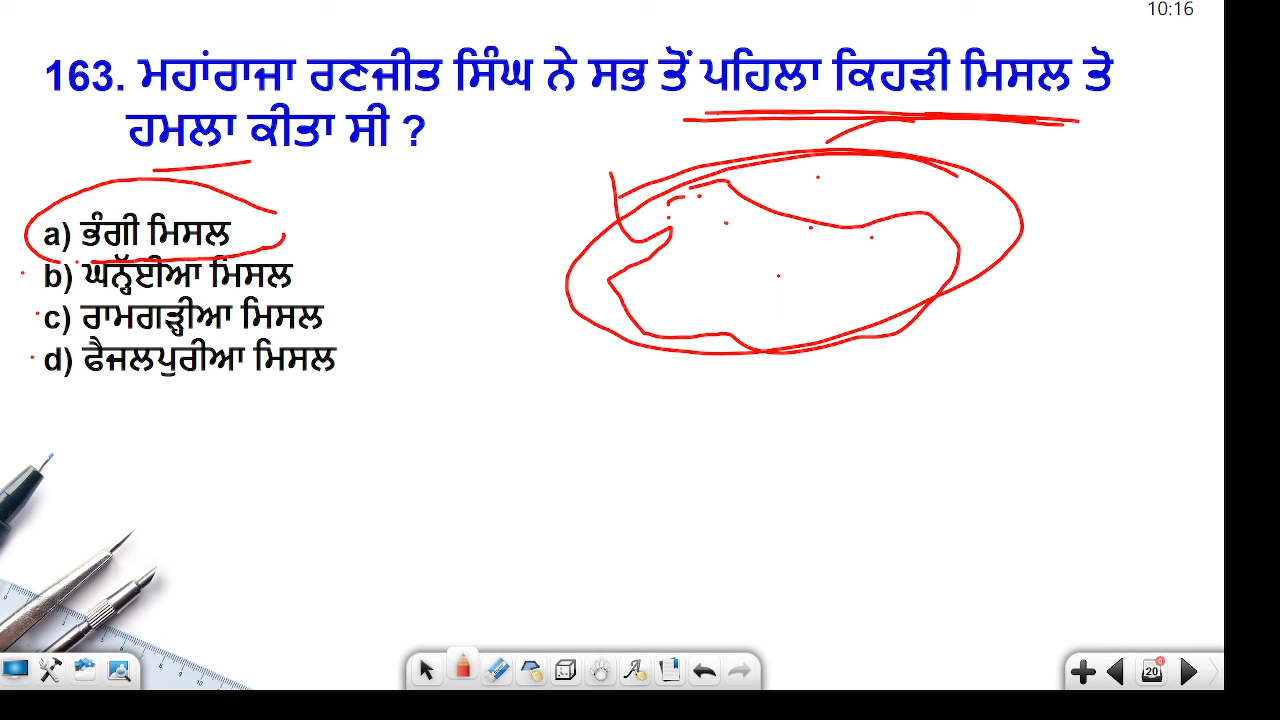 10:16
163. ਮਹਾਂਰਾਜਾ ਰਣਜੀਤ ਸਿੰਘ ਨੇ ਸਭ ਤੋਂ ਪਹਿਲਾ ਕਿਹੜੀ ਮਿਸਲ ਤੋ
ਹਮਲਾ ਕੀਤਾ ਸੀ ?
a) ਭੰਗੀ ਮਿਸਲ
b) ਘਨ੍ਹੱਈਆ ਮਿਸਲ
c) ਰਾਮਗੜ੍ਹੀਆ ਮਿਸਲ
d) ਫੈਜਲਪੁਰੀਆ ਮਿਸਲ
20